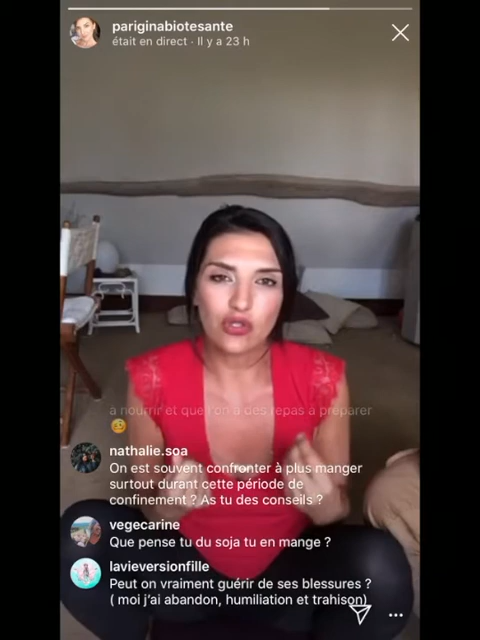 pariginabiotesante
était en direct · Il y a 23 h
à nourrir et que l'on a des repas à préparer
nathalie.soa
On est souvent confronter à plus manger
surtout durant cette période de
confinement ? As tu des conseils ?
vegecarine
Que pense tu du soja tu en mange ?
lavieversionfille
Peut on vraiment guérir de ses blessures ?
( moi j'ai abandon, humiliation et trahison)